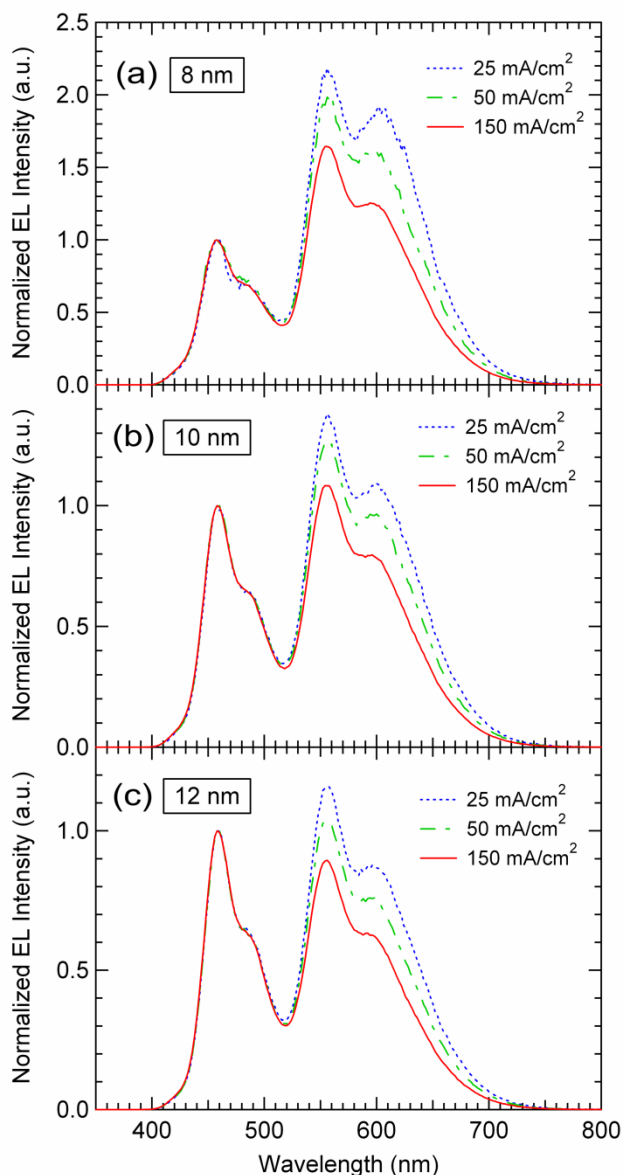 (a) 8 nm
25 mA/cm²
50 mA/cm²
150 mA/cm²
2.5
2.0
1.5
1.0
0.5
0.0
Normalized EL Intensity (a.u.)
(b) 10 nm
25 mA/cm²
50 mA/cm²
150 mA/cm²
1.0
0.5
0.0
Normalized EL Intensity (a.u.)
(c) 12 nm
25 mA/cm²
50 mA/cm²
150 mA/cm²
1.0
0.5
0.0
Normalized EL Intensity (a.u.)
400 500 600 700 800
Wavelength (nm)